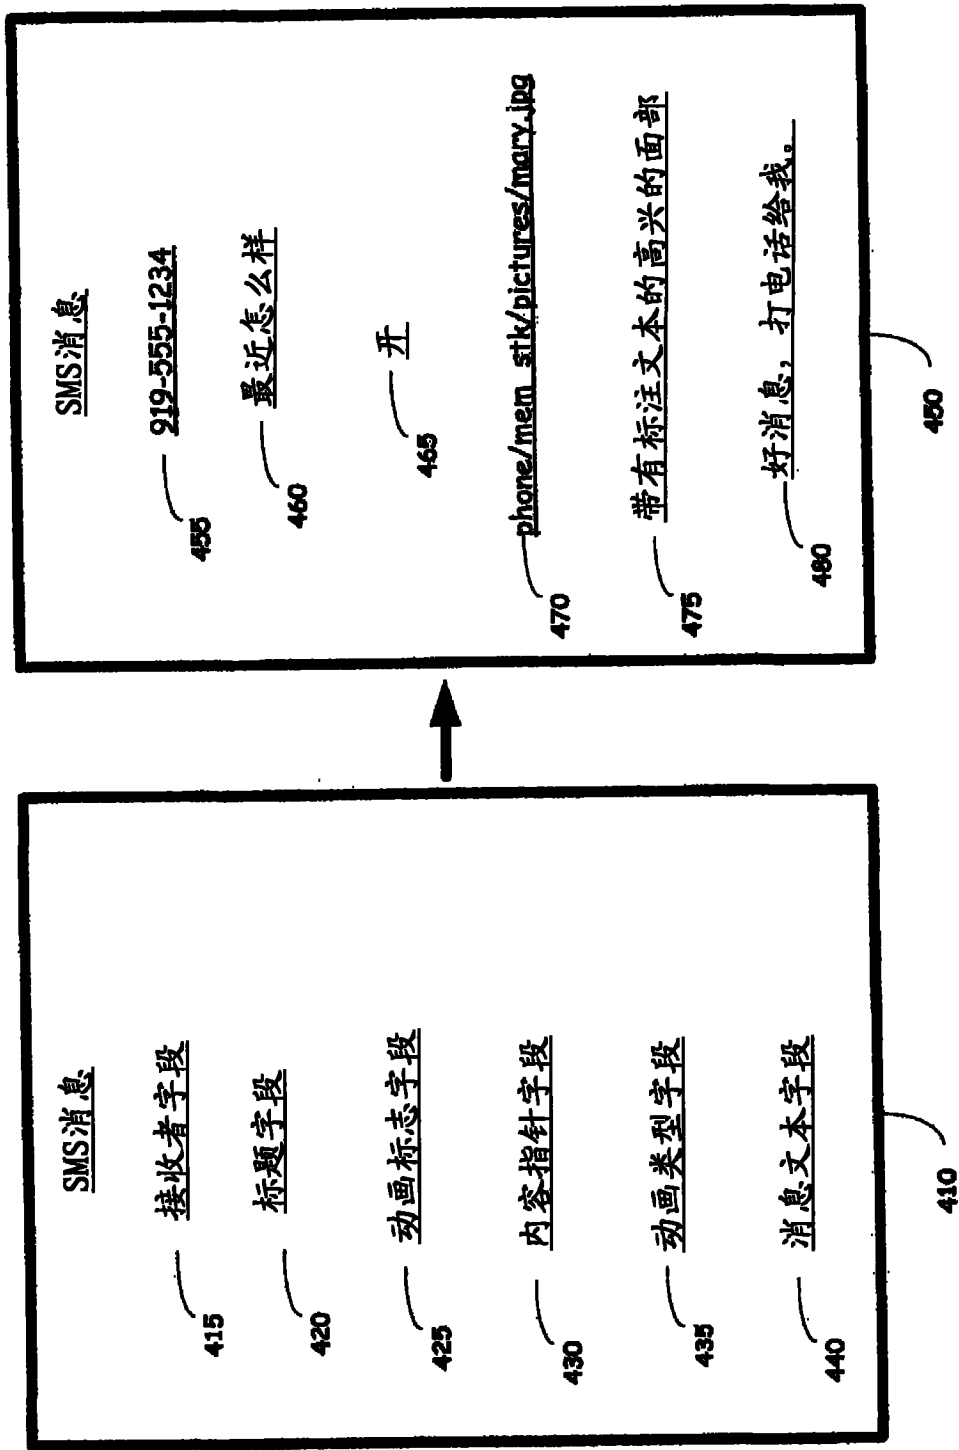 SMS消息
接收者字段
415
标题字段
420
动画标志字段
425
内容指针字段
430
动画类型字段
435
消息文本字段
440
410
SMS消息
919-555-1234
455
最近怎么样
460
开
465
phone/mem stk/pictures/mary.jpg
470
带有标注文本的高兴的面部
475
好消息，打电话给我。
480
450